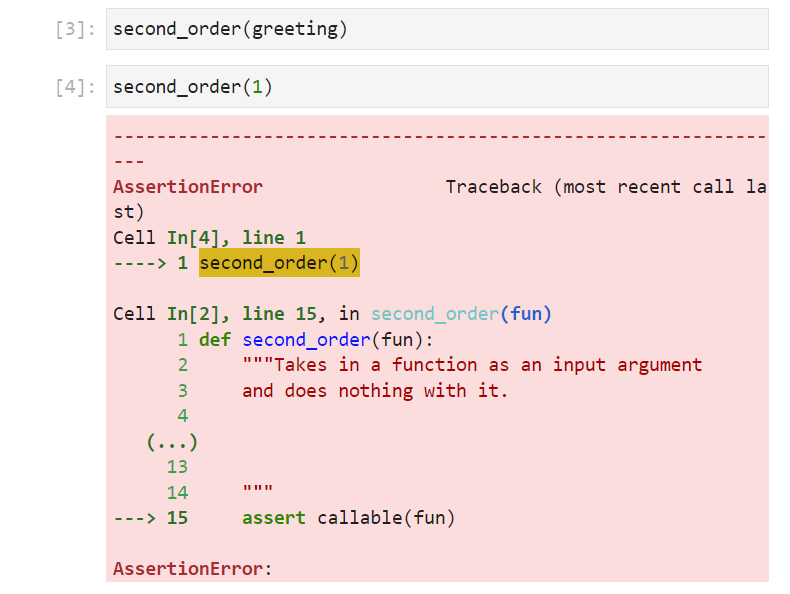 [3]: second_order(greeting)
[4]: second_order(1)
-------------------------------------------------------------
---
AssertionError                 Traceback (most recent call la
st)
Cell In[4], line 1
----> 1 second_order(1)
Cell In[2], line 15, in second_order(fun)
1 def second_order(fun):
2     """Takes in a function as an input argument
3     and does nothing with it.
4
(...)
13
14     """
---> 15     assert callable(fun)
AssertionError: